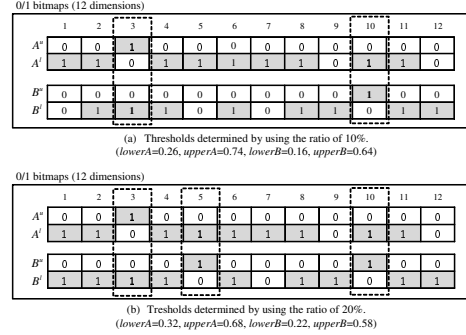 0/1 bitmaps (12 dimensions)
1 2 3 4 5 6 7 8 9 10 11 12
Aᵘ 0 0 1 0 0 0 0 0 0 0 0 0
Aˡ 1 1 0 1 1 1 1 1 0 1 1 0
Bᵘ 0 0 0 0 0 0 0 0 0 1 0 0
Bˡ 0 1 1 1 0 1 0 1 1 0 1 1
(a) Thresholds determined by using the ratio of 10%.
(lowerA=0.26, upperA=0.74, lowerB=0.16, upperB=0.64)
0/1 bitmaps (12 dimensions)
1 2 3 4 5 6 7 8 9 10 11 12
Aᵘ 0 0 1 0 0 0 0 0 0 0 0 0
Aˡ 1 1 0 1 1 1 1 1 0 1 1 0
Bᵘ 0 0 0 0 1 0 0 0 0 1 0 0
Bˡ 1 1 1 1 0 1 0 1 1 0 1 1
(b) Tresholds determined by using the ratio of 20%.
(lowerA=0.32, upperA=0.68, lowerB=0.22, upperB=0.58)